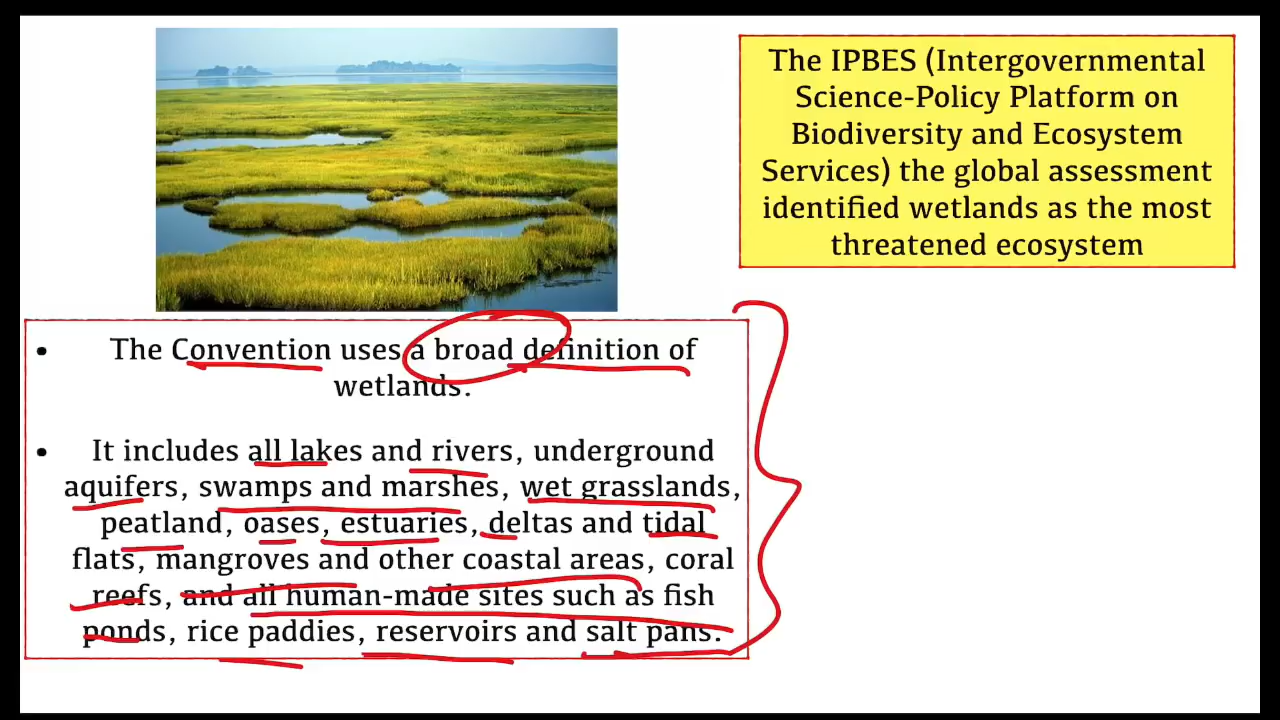 The IPBES (Intergovernmental
Science-Policy Platform on
Biodiversity and Ecosystem
Services) the global assessment
identified wetlands as the most
threatened ecosystem
• The Convention uses a broad definition of
wetlands.
• It includes all lakes and rivers, underground
aquifers, swamps and marshes, wet grasslands,
peatland, oases, estuaries, deltas and tidal
flats, mangroves and other coastal areas, coral
reefs, and all human-made sites such as fish
ponds, rice paddies, reservoirs and salt pans.